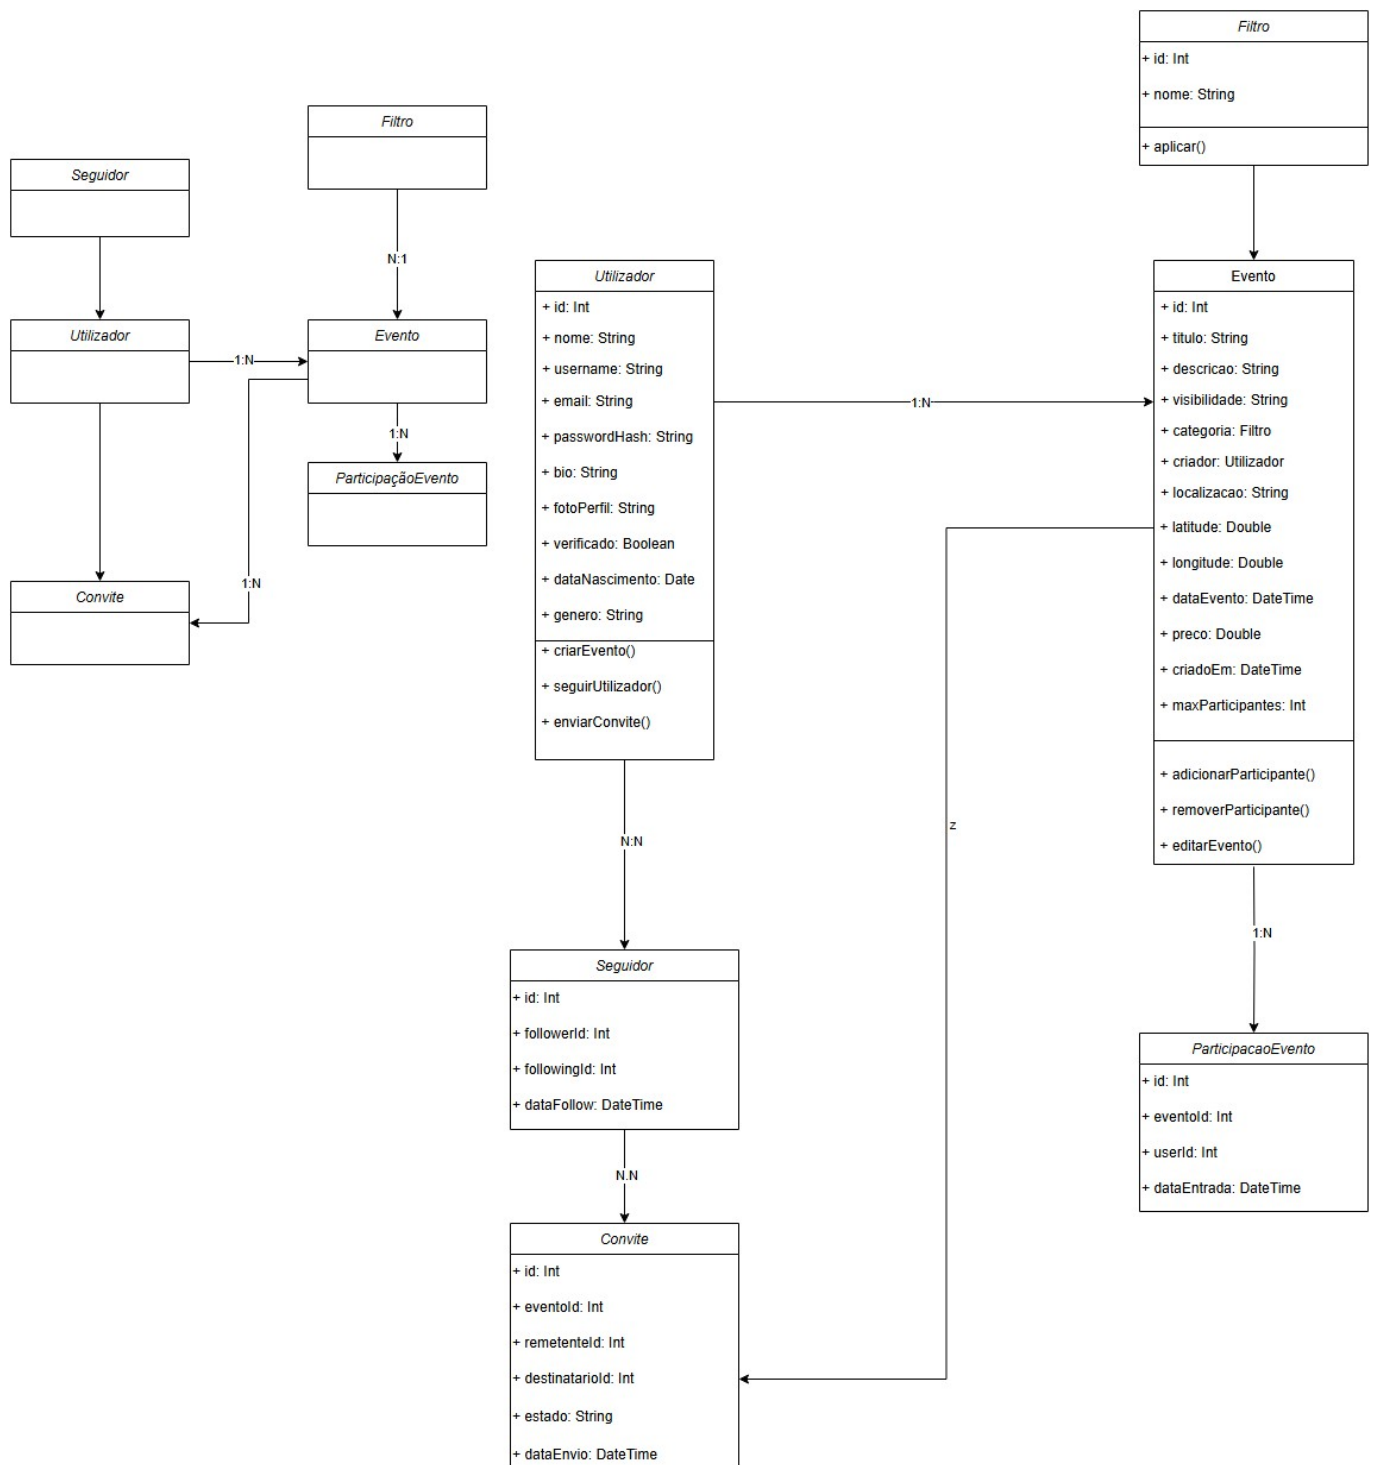 Filtro
+ id: Int
+ nome: String
+ aplicar()
Filtro
Seguidor
N:1
Utilizador
1:N
Evento
1:N
ParticipaçãoEvento
1:N
Convite
Utilizador
+ id: Int
+ nome: String
+ username: String
+ email: String
+ passwordHash: String
+ bio: String
+ fotoPerfil: String
+ verificado: Boolean
+ dataNascimento: Date
+ genero: String
+ criarEvento()
+ seguirUtilizador()
+ enviarConvite()
1:N
Evento
+ id: Int
+ titulo: String
+ descricao: String
+ visibilidade: String
+ categoria: Filtro
+ criador: Utilizador
+ localizacao: String
+ latitude: Double
+ longitude: Double
+ dataEvento: DateTime
+ preco: Double
+ criadoEm: DateTime
+ maxParticipantes: Int
+ adicionarParticipante()
+ removerParticipante()
+ editarEvento()
z
N:N
1:N
Seguidor
+ id: Int
+ followerId: Int
+ followingId: Int
+ dataFollow: DateTime
N.N
ParticipacaoEvento
+ id: Int
+ eventoId: Int
+ userId: Int
+ dataEntrada: DateTime
Convite
+ id: Int
+ eventoId: Int
+ remetenteId: Int
+ destinatarioId: Int
+ estado: String
+ dataEnvio: DateTime